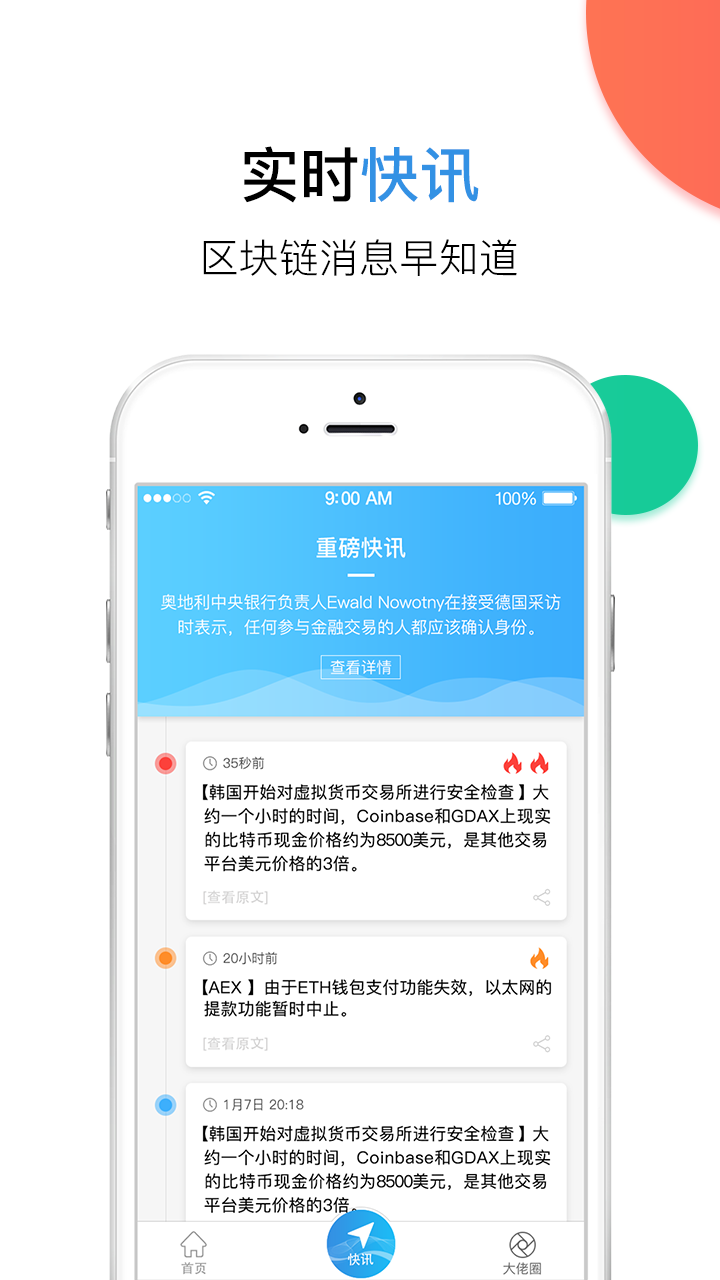 实时快讯
区块链消息早知道
9:00 AM
100%
重磅快讯
奥地利中央银行负责人Ewald Nowotny在接受德国采访
时表示，任何参与金融交易的人都应该确认身份。
查看详情
35秒前
【韩国开始对虚拟货币交易所进行安全检查】大
约一个小时的时间，Coinbase和GDAX上现实
的比特币现金价格约为8500美元，是其他交易
平台美元价格的3倍。
[查看原文]
20小时前
【AEX 】由于ETH钱包支付功能失效，以太网的
提款功能暂时中止。
[查看原文]
1月7日 20:18
【韩国开始对虚拟货币交易所进行安全检查】大
约一个小时的时间，Coinbase和GDAX上现实
的比特币现金价格约为8500美元，是其他交易
平台美元价格的3倍。
首页
快讯
大佬圈